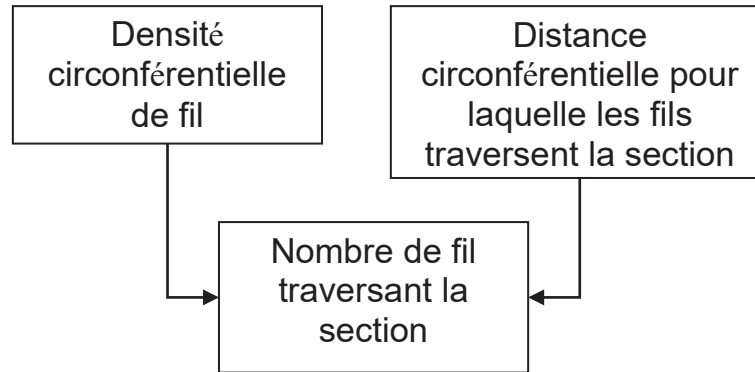 Densité
circonférentielle
de fil
Distance
circonférentielle pour
laquelle les fils
traversent la section
Nombre de fil
traversant la
section